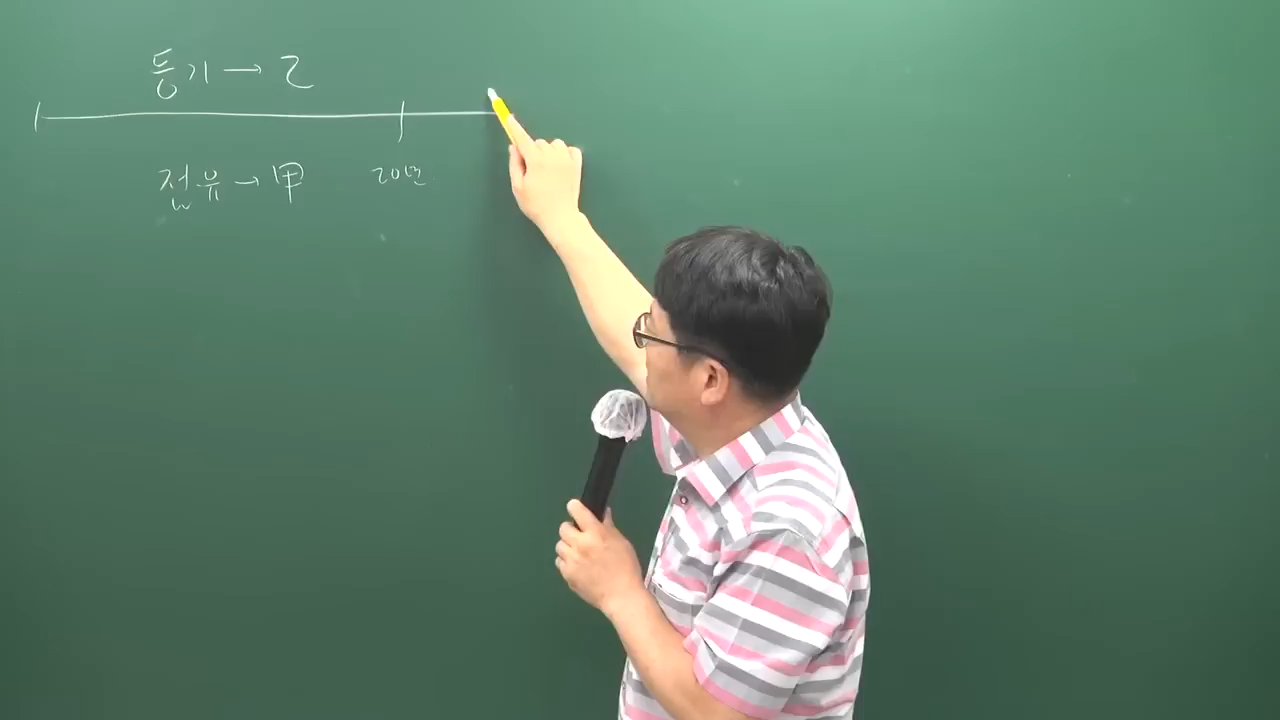 등기 → 乙
점유 → 甲 20년